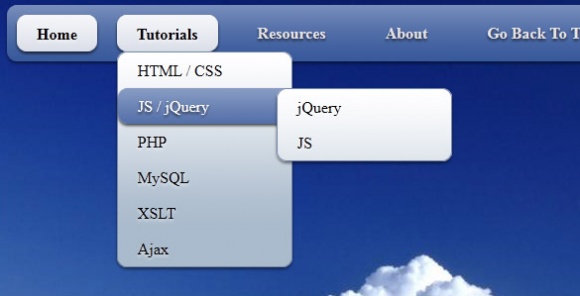 Home Tutorials Resources About Go Back To T
HTML / CSS
JS / jQuery
jQuery
PHP
JS
MySQL
XSLT
Ajax